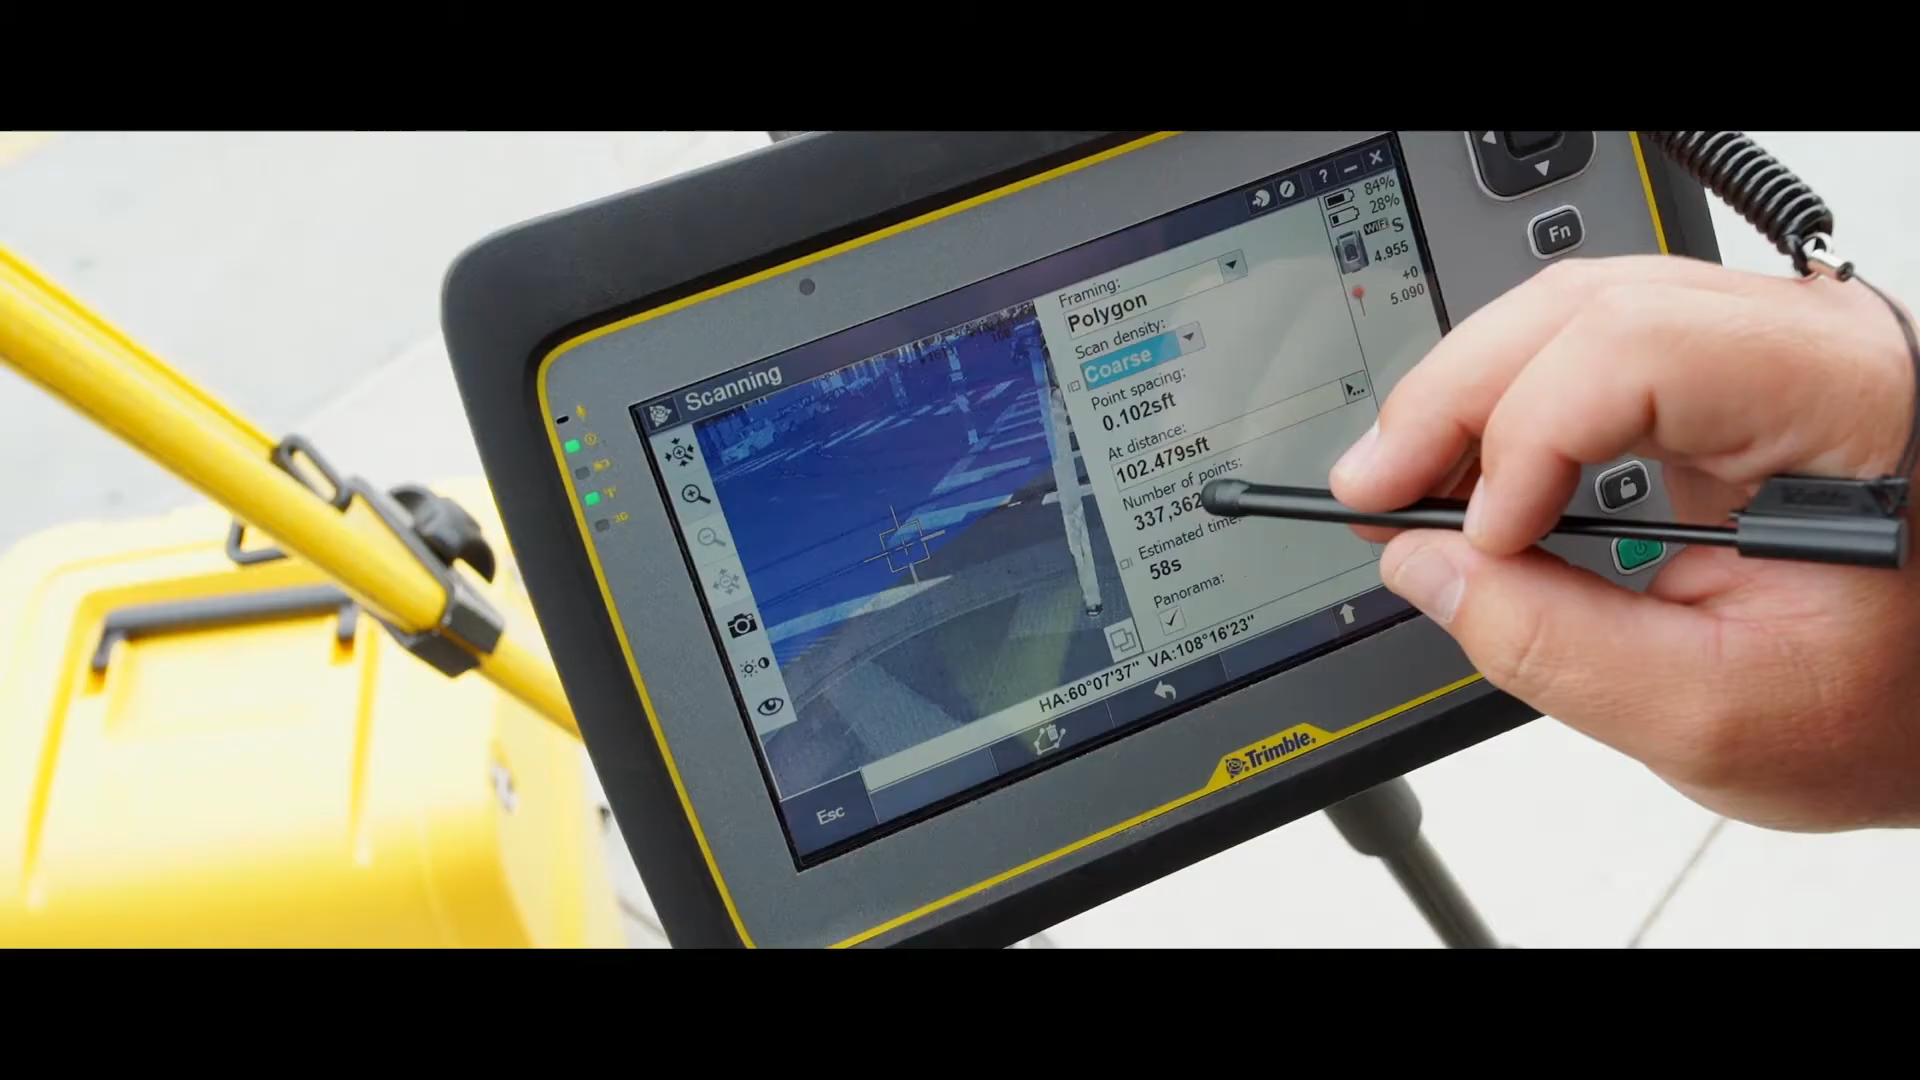 84%
28%
WiFi S
4.955
+0
5.090
Fn
Scanning
Framing:
Polygon
Scan density:
Coarse
Point spacing:
0.102sft
At distance:
102.479sft
Number of points:
337,362
Estimated time:
58s
Panorama:
HA:60°07'37" VA:108°16'23"
Esc
Trimble
3G